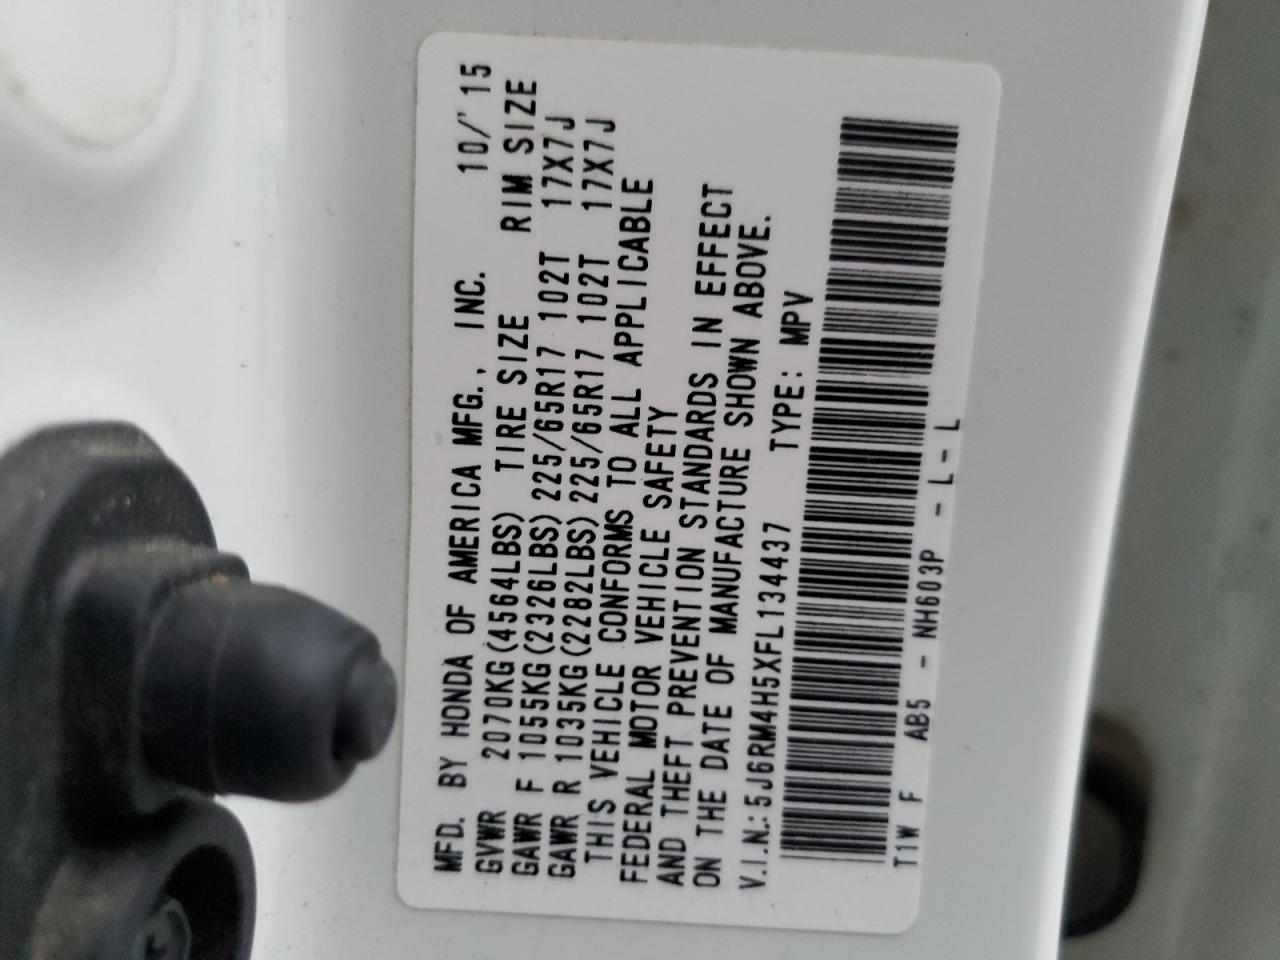 MFD. BY HONDA OF AMERICA MFG., INC. 10/'15
GVWR 2070KG(4564LBS) TIRE SIZE RIM SIZE
GAWR F 1055KG(2326LBS) 225/65R17 102T 17X7J
GAWR R 1035KG(2282LBS) 225/65R17 102T 17X7J
THIS VEHICLE CONFORMS TO ALL APPLICABLE
FEDERAL MOTOR VEHICLE SAFETY
AND THEFT PREVENTION STANDARDS IN EFFECT
ON THE DATE OF MANUFACTURE SHOWN ABOVE.
V.I.N.:5J6RM4H5XFL134437 TYPE: MPV
T1W F AB5 - NH603P - L - L